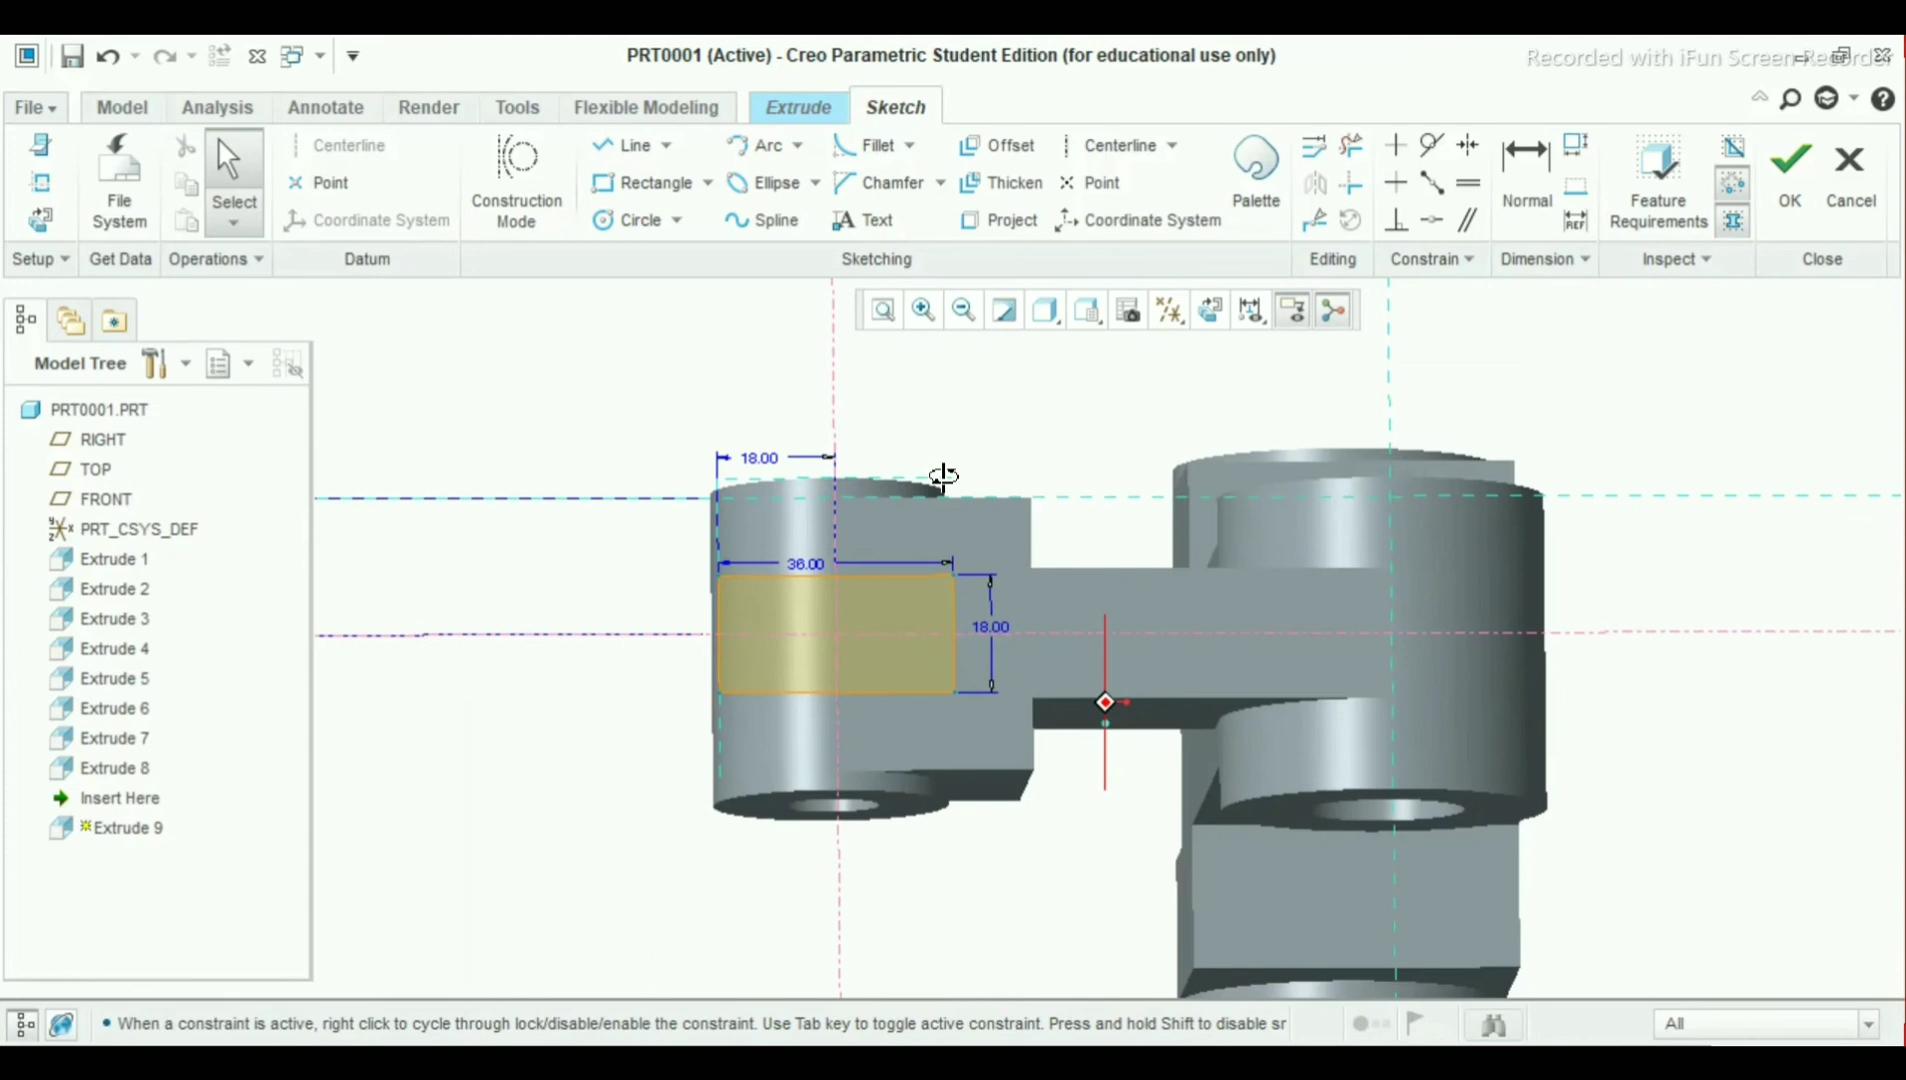 PRT0001 (Active) - Creo Parametric Student Edition (for educational use only)
Recorded with iFun Screen Recorder
File Model Analysis Annotate Render Tools Flexible Modeling Extrude Sketch
Centerline Line Arc Fillet Offset Centerline
Point Rectangle Ellipse Chamfer Thicken Point
File System Select Construction Mode Palette Normal Feature Requirements OK Cancel
Coordinate System Circle Spline Text Project Coordinate System
Setup Get Data Operations Datum Sketching Editing Constrain Dimension Inspect Close
Model Tree
PRT0001.PRT
RIGHT
TOP
FRONT
PRT_CSYS_DEF
Extrude 1
Extrude 2
Extrude 3
Extrude 4
Extrude 5
Extrude 6
Extrude 7
Extrude 8
Insert Here
Extrude 9
18.00
36.00
18.00
When a constraint is active, right click to cycle through lock/disable/enable the constraint. Use Tab key to toggle active constraint. Press and hold Shift to disable sr
All